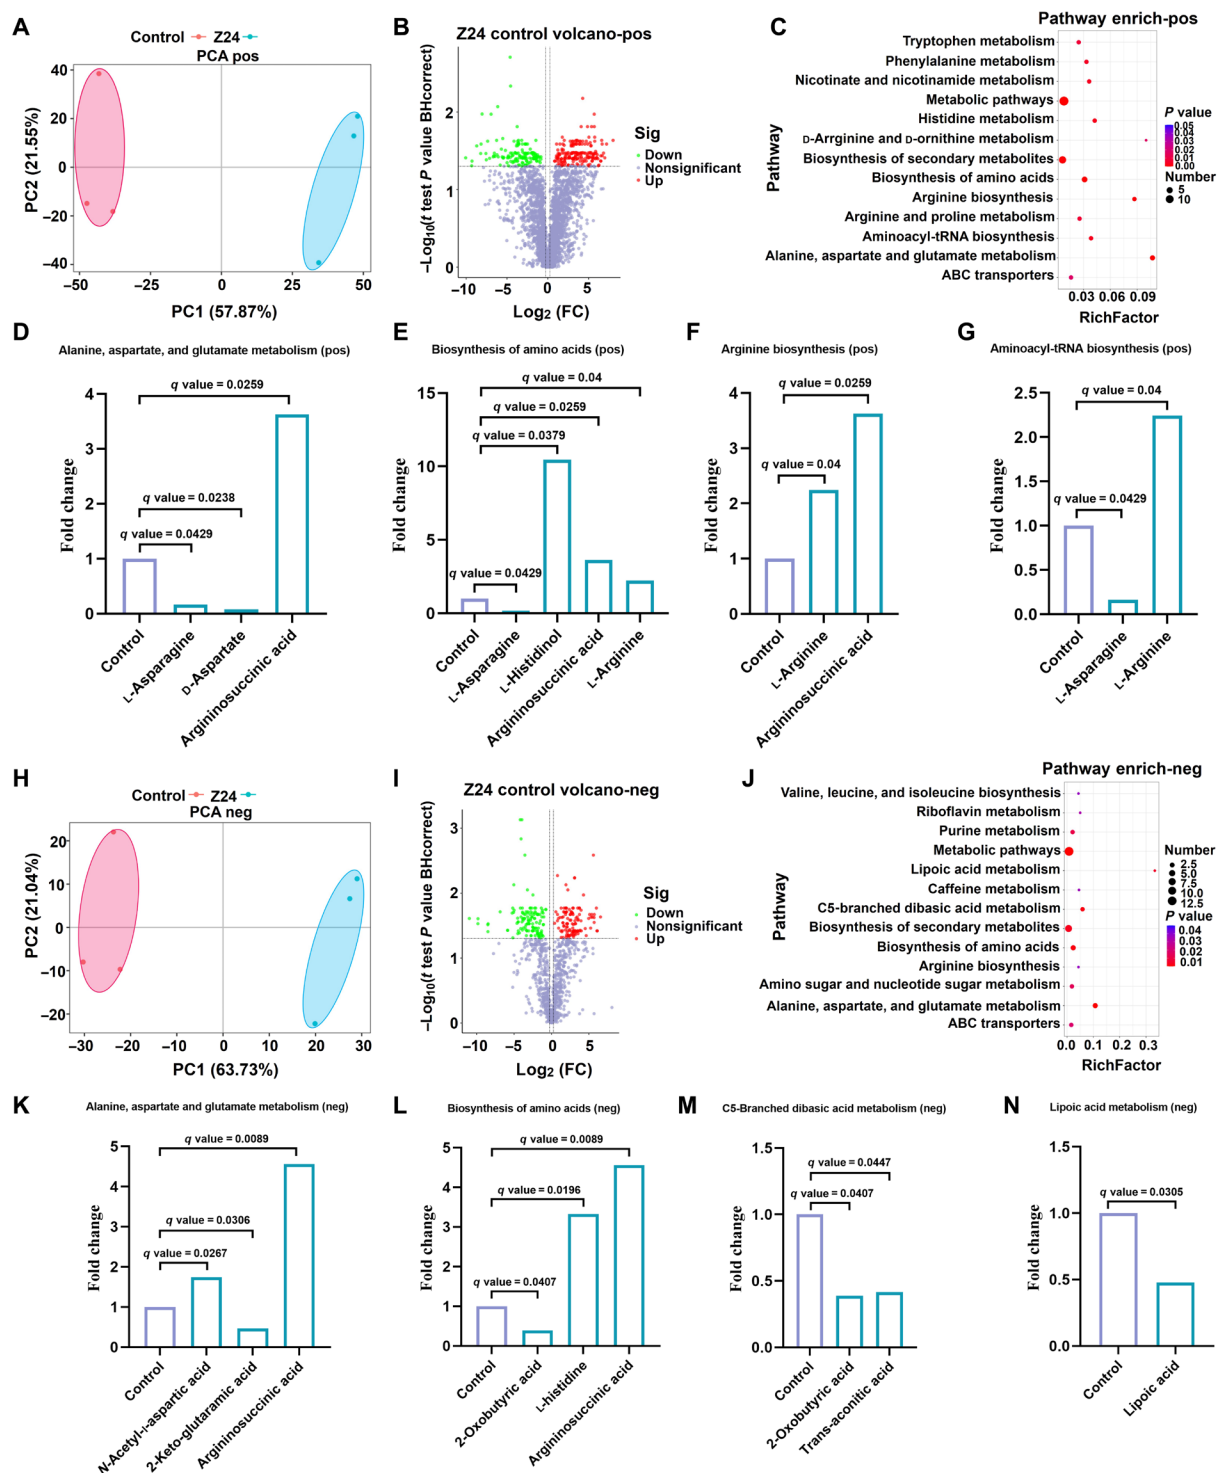 A
Control Z24
PCA pos
PC2 (21.55%)
40
20
0
−20
−40
−50
−25
0
25
50
PC1 (57.87%)
B
Z24 control volcano-pos
−Log10(t test P value BHcorrect)
2
1
0
−10
−5
0
5
Log2 (FC)
Sig
Down
Nonsignificant
Up
C
Pathway enrich-pos
Pathway
Tryptophen metabolism
Phenylalanine metabolism
Nicotinate and nicotinamide metabolism
Metabolic pathways
Histidine metabolism
D-Arrginine and D-ornithine metabolism
Biosynthesis of secondary metabolites
Biosynthesis of amino acids
Arginine biosynthesis
Arginine and proline metabolism
Aminoacyl-tRNA biosynthesis
Alanine, aspartate and glutamate metabolism
ABC transporters
0.03 0.06 0.09
RichFactor
P value
0.05
0.04
0.03
0.02
0.01
0.00
Number
5
10
D
Alanine, aspartate, and glutamate metabolism (pos)
Fold change
4
3
2
1
0
q value = 0.0259
q value = 0.0238
q value = 0.0429
Control
L-Asparagine
D-Aspartate
Argininosuccinic acid
E
Biosynthesis of amino acids (pos)
Fold change
15
10
5
0
q value = 0.04
q value = 0.0259
q value = 0.0379
q value = 0.0429
Control
L-Asparagine
L-Histidinol
Argininosuccinic acid
L-Arginine
F
Arginine biosynthesis (pos)
Fold change
4
3
2
1
0
q value = 0.0259
q value = 0.04
Control
L-Arginine
Argininosuccinic acid
G
Aminoacyl-tRNA biosynthesis (pos)
Fold change
2.5
2.0
1.5
1.0
0.5
0.0
q value = 0.04
q value = 0.0429
Control
L-Asparagine
L-Arginine
H
Control Z24
PCA neg
PC2 (21.04%)
20
10
0
−10
−20
−30
−20
−10
0
10
20
30
PC1 (63.73%)
I
Z24 control volcano-neg
−Log10(t test P value BHcorrect)
3
2
1
0
−10
−5
0
5
Log2 (FC)
Sig
Down
Nonsignificant
Up
J
Pathway enrich-neg
Pathway
Valine, leucine, and isoleucine biosynthesis
Riboflavin metabolism
Purine metabolism
Metabolic pathways
Lipoic acid metabolism
Caffeine metabolism
C5-branched dibasic acid metabolism
Biosynthesis of secondary metabolites
Biosynthesis of amino acids
Arginine biosynthesis
Amino sugar and nucleotide sugar metabolism
Alanine, aspartate, and glutamate metabolism
ABC transporters
0.0 0.1 0.2 0.3
RichFactor
Number
2.5
5.0
7.5
10.0
12.5
P value
0.04
0.03
0.02
0.01
K
Alanine, aspartate and glutamate metabolism (neg)
Fold change
5
4
3
2
1
0
q value = 0.0089
q value = 0.0306
q value = 0.0267
Control
N-Acetyl-l-aspartic acid
2-Keto-glutaramic acid
Argininosuccinic acid
L
Biosynthesis of amino acids (neg)
Fold change
5
4
3
2
1
0
q value = 0.0089
q value = 0.0196
q value = 0.0407
Control
2-Oxobutyric acid
L-histidine
Argininosuccinic acid
M
C5-Branched dibasic acid metabolism (neg)
Fold change
1.5
1.0
0.5
0.0
q value = 0.0447
q value = 0.0407
Control
2-Oxobutyric acid
Trans-aconitic acid
N
Lipoic acid metabolism (neg)
Fold change
1.5
1.0
0.5
0.0
q value = 0.0305
Control
Lipoic acid